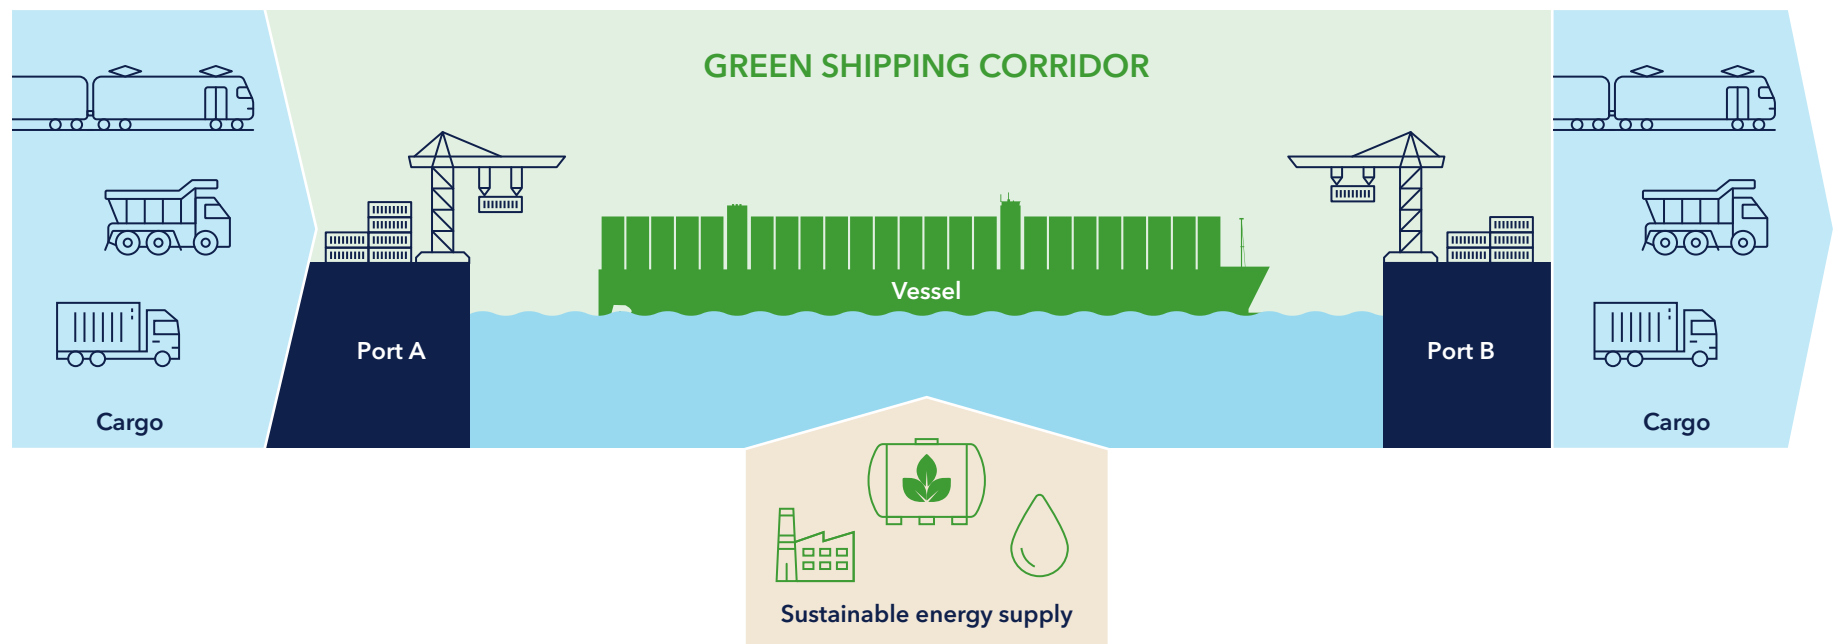 GREEN SHIPPING CORRIDOR
Vessel
Port A
Port B
Cargo
Cargo
Sustainable energy supply